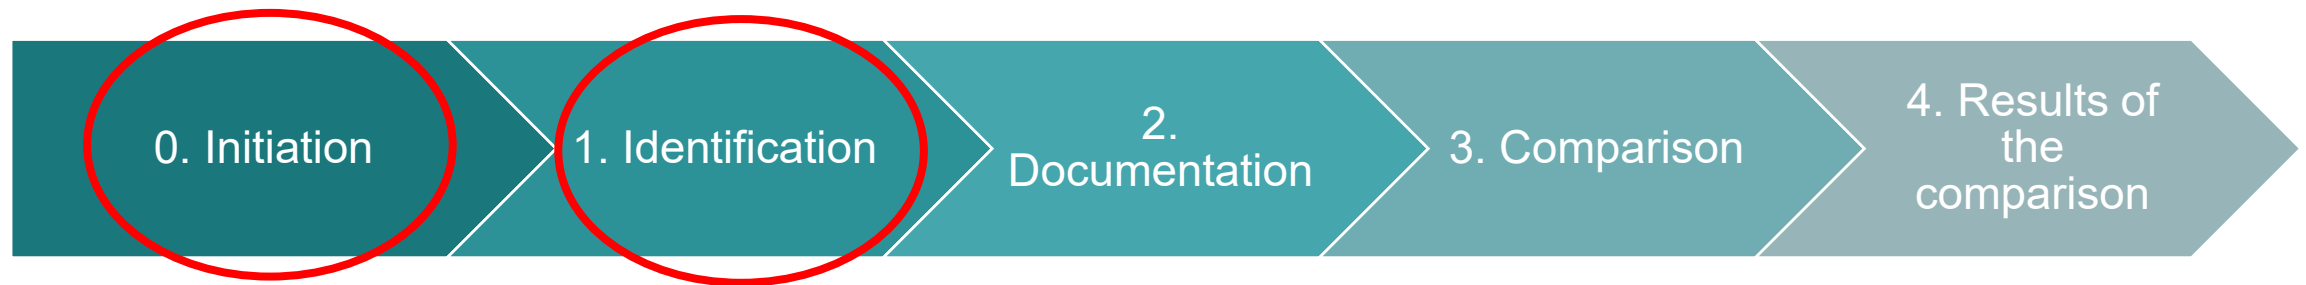 0. Initiation
1. Identification
2.
Documentation
3. Comparison
4. Results of
the
comparison